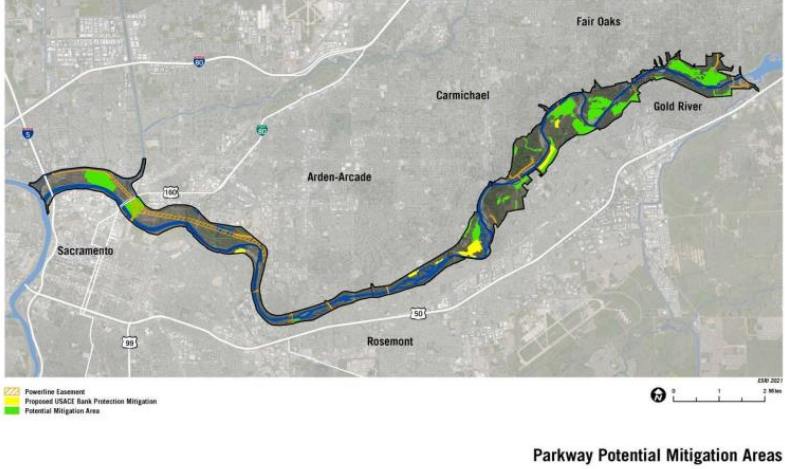 Fair Oaks
80
Carmichael
Gold River
5
80
Arden-Arcade
160
Sacramento
50
Rosemont
99
ESRI 2021
Powerline Easement
Proposed USACE Bank Protection Mitigation
Potential Mitigation Area
N
0 1 2 Miles
Parkway Potential Mitigation Areas